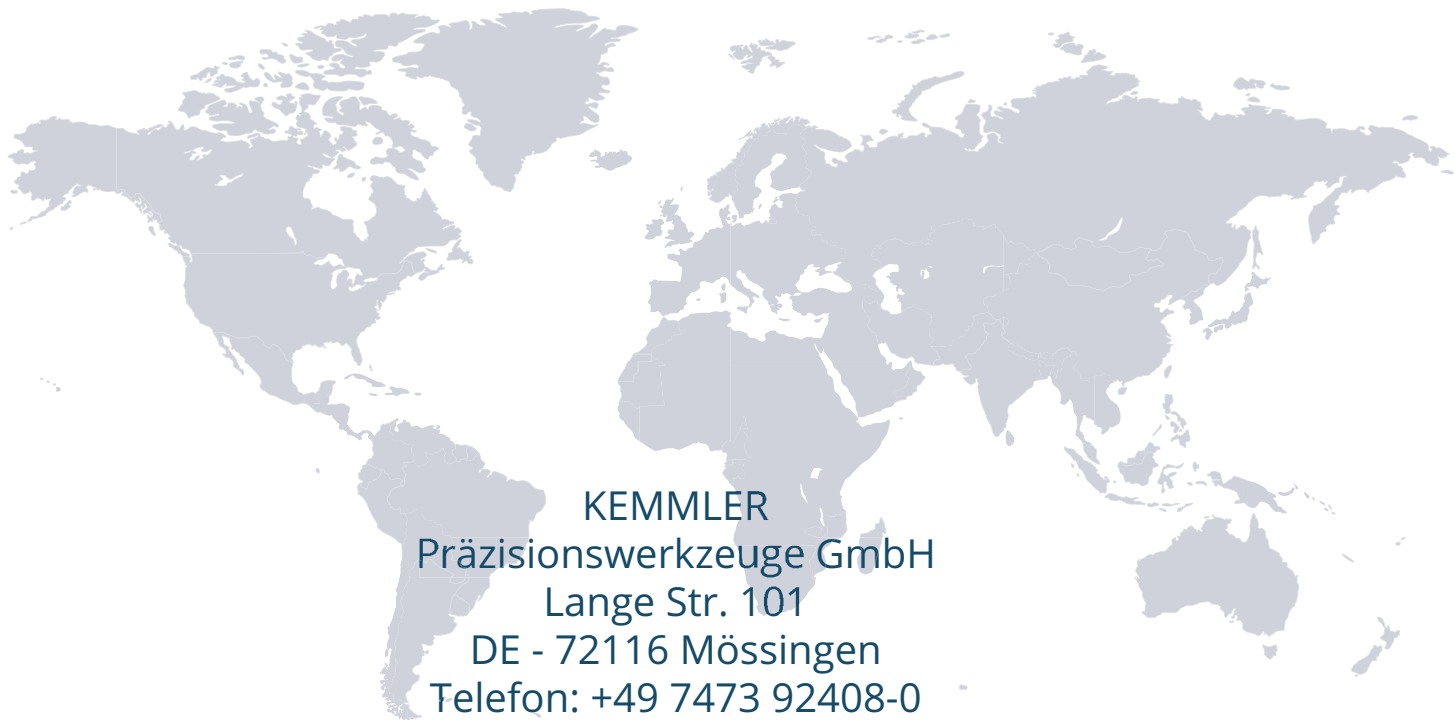 KEMMLER
Präzisionswerkzeuge GmbH
Lange Str. 101
DE - 72116 Mössingen
Telefon: +49 7473 92408-0